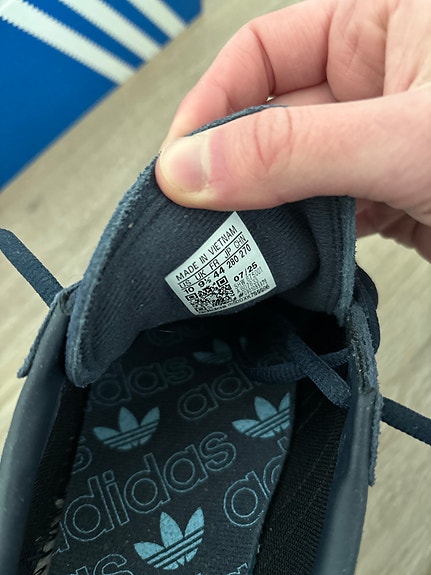 MADE IN VIETNAM
US UK FR JP CHN
10 9½ 44 280 270
07/25
adidas
adidas
adidas
adidas